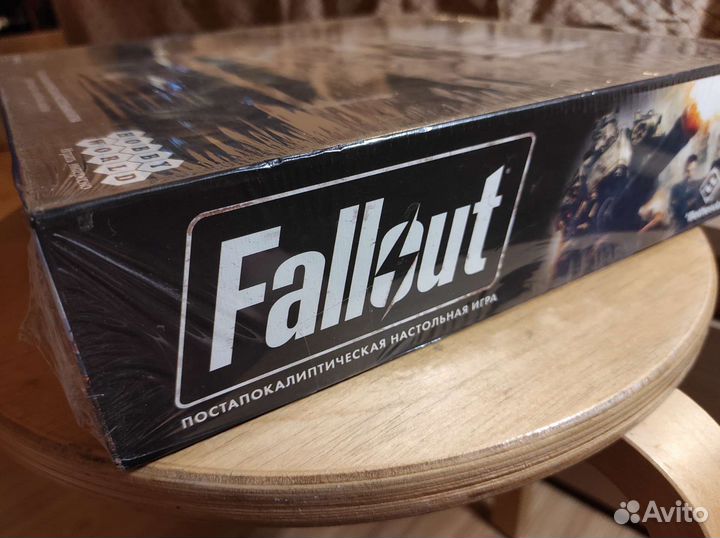 HOBBY
WORLD
Fallout
ПОСТАПОКАЛИПТИЧЕСКАЯ НАСТОЛЬНАЯ ИГРА
Avito